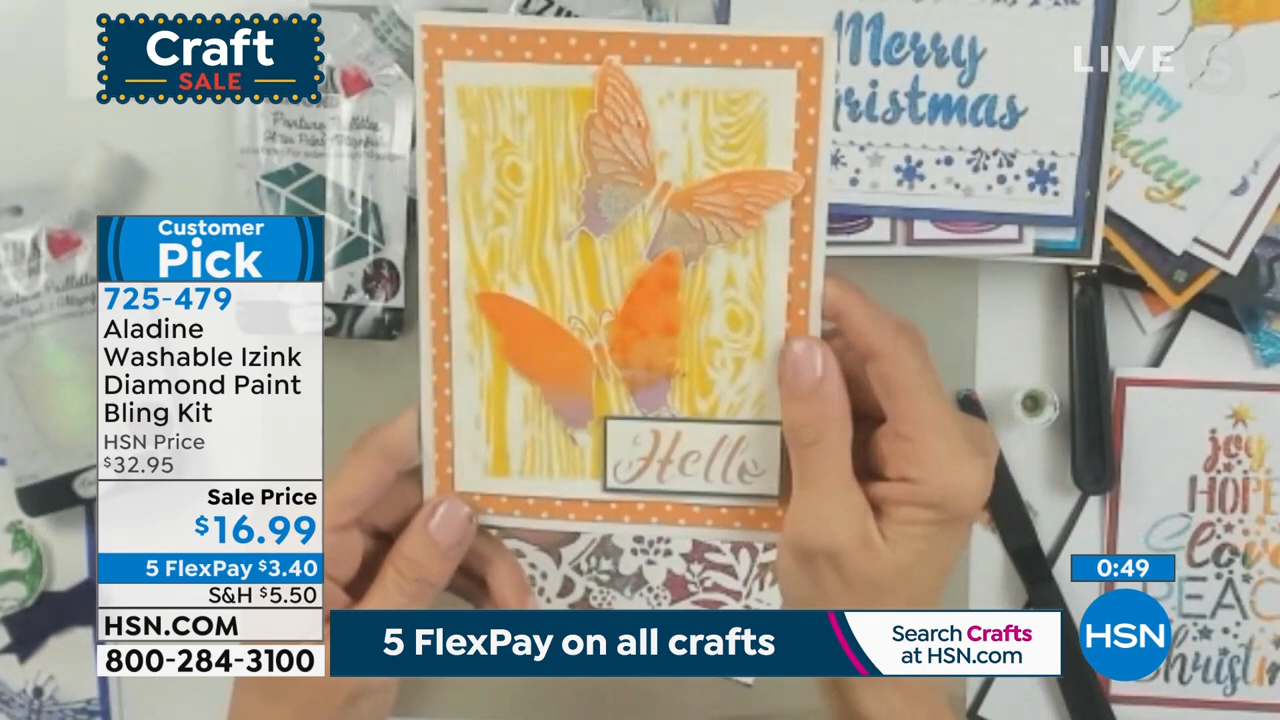 Craft
SALE
LIVE
Customer
Pick
725-479
Aladine
Washable Izink
Diamond Paint
Bling Kit
HSN Price
$32.95
Sale Price
$16.99
5 FlexPay $3.40
S&H $5.50
HSN.COM
800-284-3100
Hello
Merry
joy
HOPE
love
0:49
5 FlexPay on all crafts
Search Crafts
at HSN.com
HSN